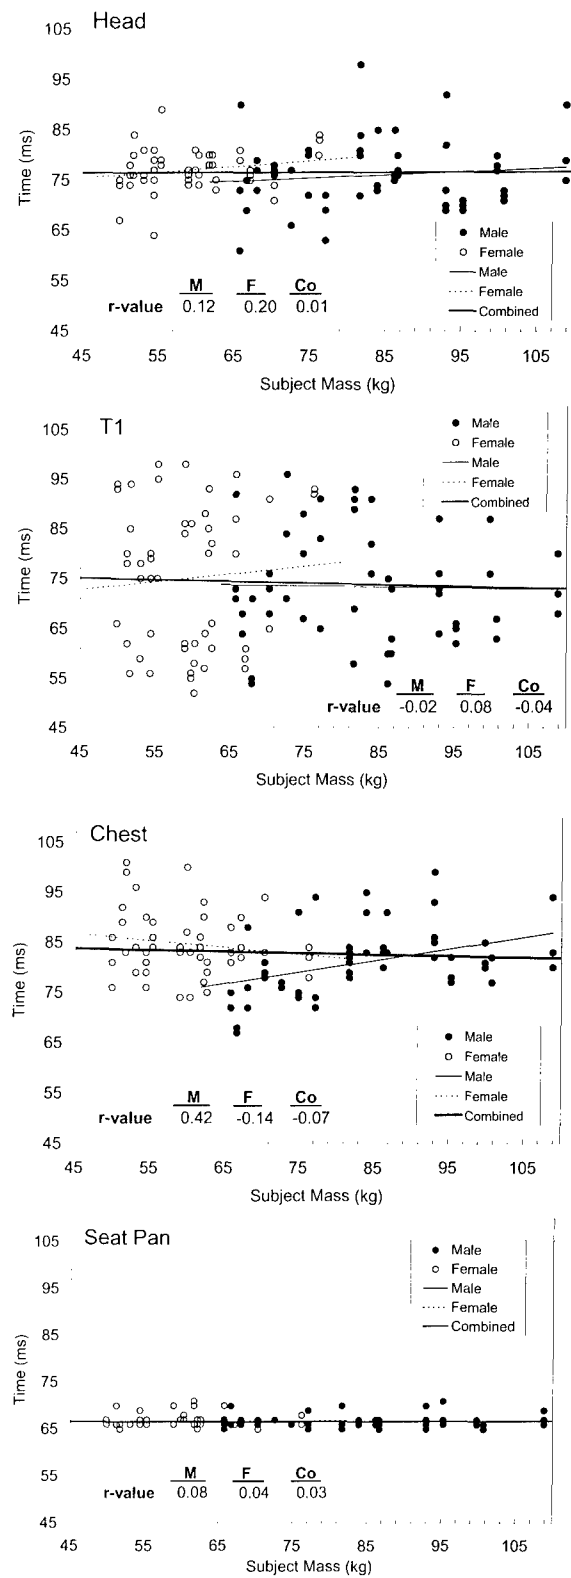 Head
105
95
85
75
65
55
45
Time (ms)
Male
Female
Male
Female
Combined
M F Co
r-value 0.12 0.20 0.01
45 55 65 75 85 95 105
Subject Mass (kg)
T1
105
95
85
75
65
55
45
Time (ms)
Male
Female
Male
Female
Combined
M F Co
r-value -0.02 0.08 -0.04
45 55 65 75 85 95 105
Subject Mass (kg)
Chest
105
95
85
75
65
55
45
Time (ms)
Male
Female
Male
Female
Combined
M F Co
r-value 0.42 -0.14 -0.07
45 55 65 75 85 95 105
Subject Mass (kg)
Seat Pan
105
95
85
75
65
55
45
Time (ms)
Male
Female
Male
Female
Combined
M F Co
r-value 0.08 0.04 0.03
45 55 65 75 85 95 105
Subject Mass (kg)